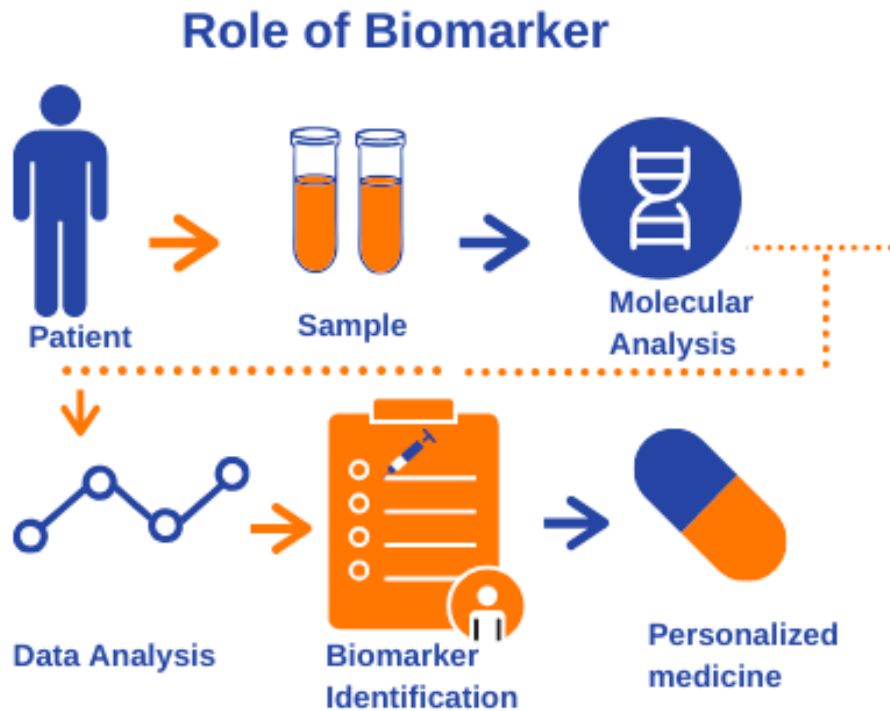 Role of Biomarker
Patient
Sample
Molecular
Analysis
Data Analysis
Biomarker
Identification
Personalized
medicine